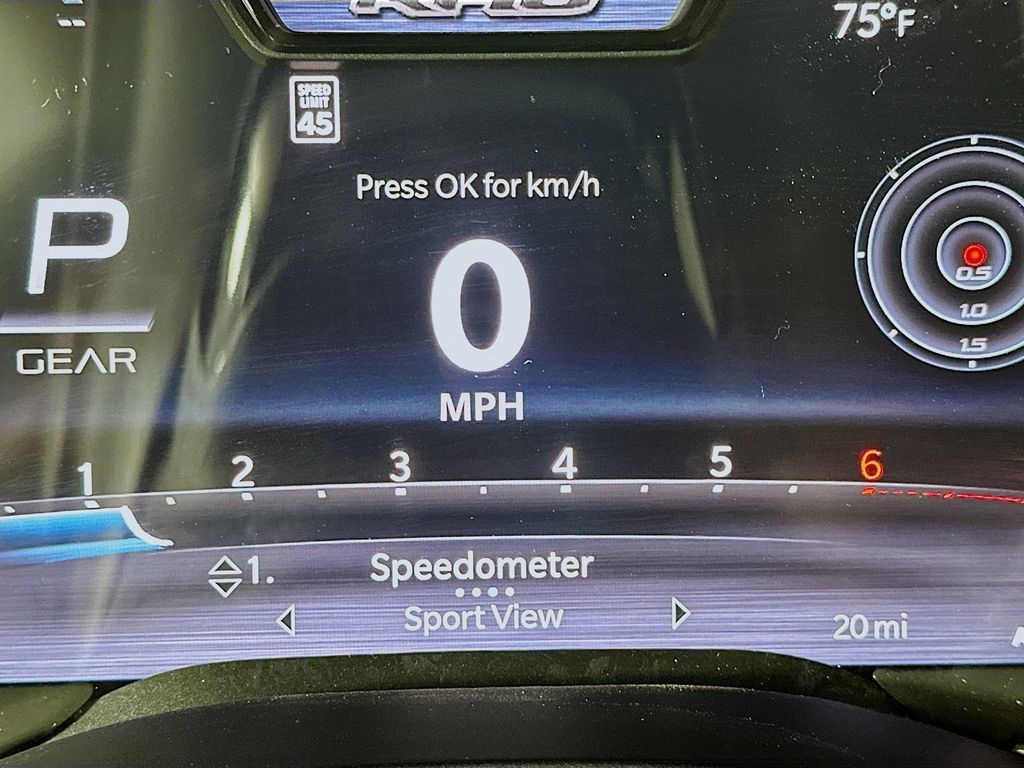 75°F
SPEED
LIMIT
45
Press OK for km/h
P
GEAR
0
MPH
0.5
1.0
1.5
1 2 3 4 5 6
1. Speedometer
Sport View
20 mi